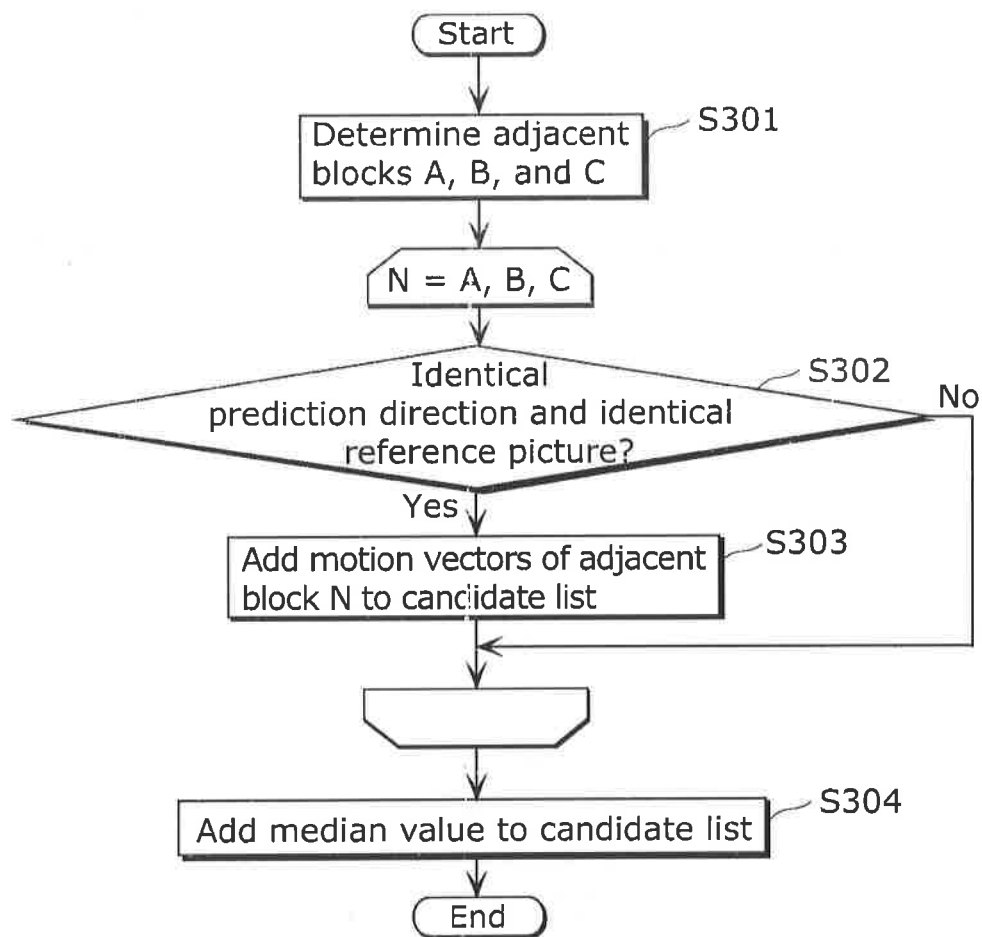 Start
Determine adjacent
blocks A, B, and C
S301
N = A, B, C
Identical
prediction direction and identical
reference picture?
S302
No
Yes
Add motion vectors of adjacent
block N to candidate list
S303
Add median value to candidate list
S304
End